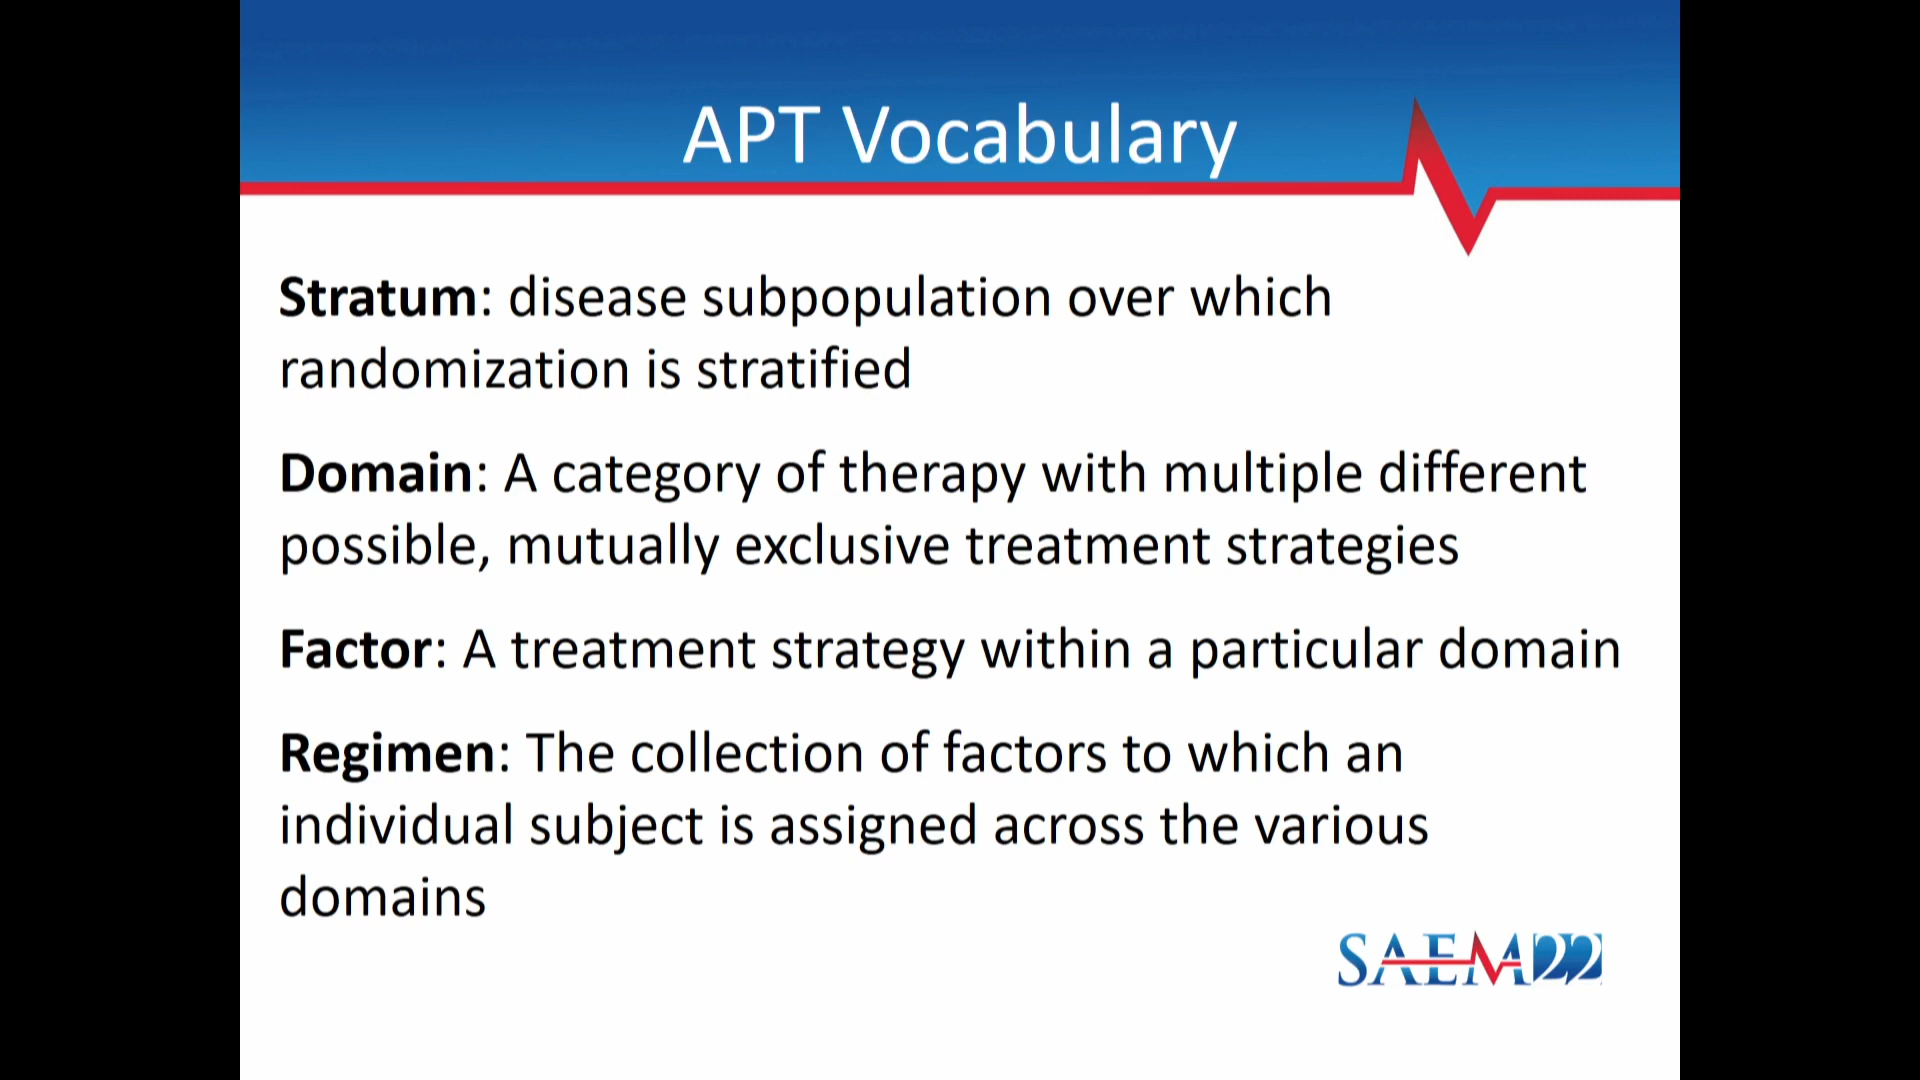 APT Vocabulary
Stratum: disease subpopulation over which
randomization is stratified
Domain: A category of therapy with multiple different
possible, mutually exclusive treatment strategies
Factor: A treatment strategy within a particular domain
Regimen: The collection of factors to which an
individual subject is assigned across the various
domains
SAEM22